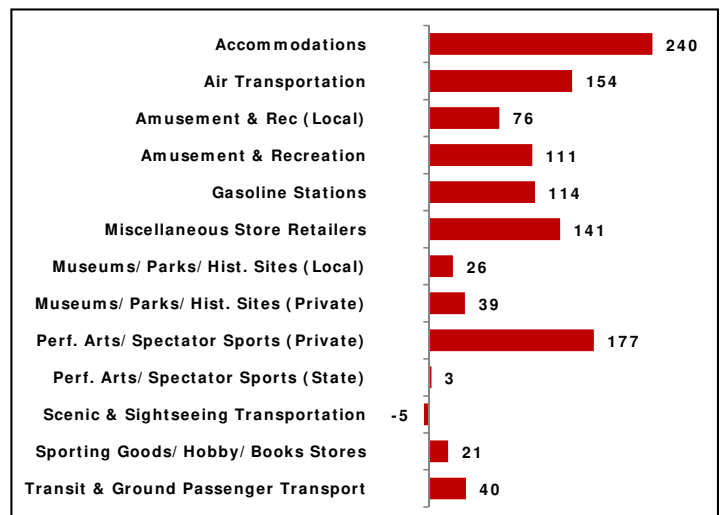 Accommodations 240
Air Transportation 154
Amusement & Rec (Local) 76
Amusement & Recreation 111
Gasoline Stations 114
Miscellaneous Store Retailers 141
Museums/ Parks/ Hist. Sites (Local) 26
Museums/ Parks/ Hist. Sites (Private) 39
Perf. Arts/ Spectator Sports (Private) 177
Perf. Arts/ Spectator Sports (State) 3
Scenic & Sightseeing Transportation -5
Sporting Goods/ Hobby/ Books Stores 21
Transit & Ground Passenger Transport 40